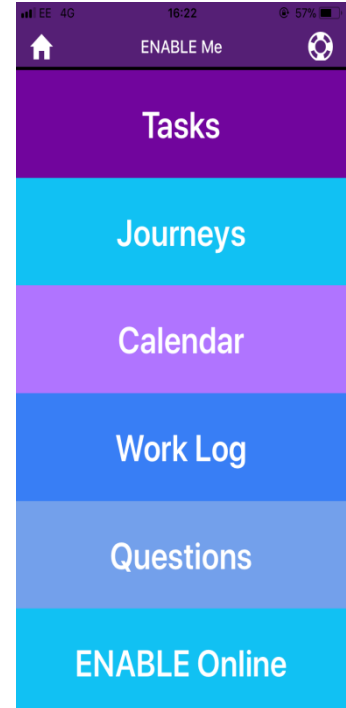 EE 4G 16:22 57%
ENABLE Me
Tasks
Journeys
Calendar
Work Log
Questions
ENABLE Online